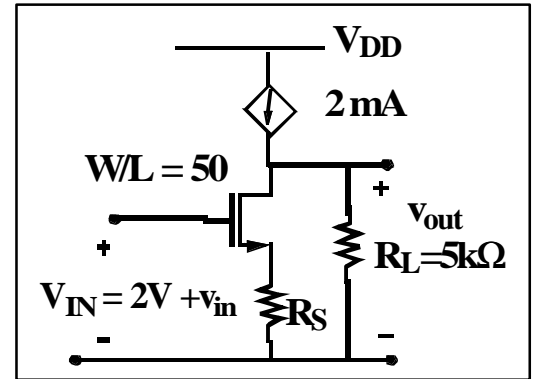 VDD
2 mA
W/L = 50
+
+
vout
RL=5kΩ
VIN = 2V +vin
RS
-
-